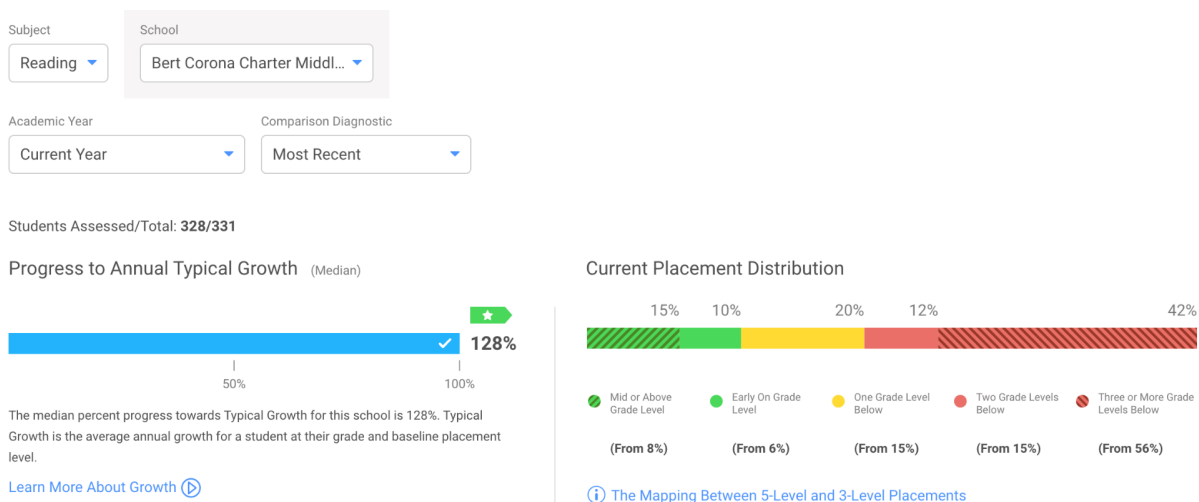 Subject
School
Reading
Bert Corona Charter Middl...
Academic Year
Comparison Diagnostic
Current Year
Most Recent
Students Assessed/Total: 328/331
Progress to Annual Typical Growth (Median)
128%
50%
100%
The median percent progress towards Typical Growth for this school is 128%. Typical
Growth is the average annual growth for a student at their grade and baseline placement
level.
Learn More About Growth
Current Placement Distribution
15% 10% 20% 12% 42%
Mid or Above
Grade Level
(From 8%)
Early On Grade
Level
(From 6%)
One Grade Level
Below
(From 15%)
Two Grade Levels
Below
(From 15%)
Three or More Grade
Levels Below
(From 56%)
The Mapping Between 5-Level and 3-Level Placements